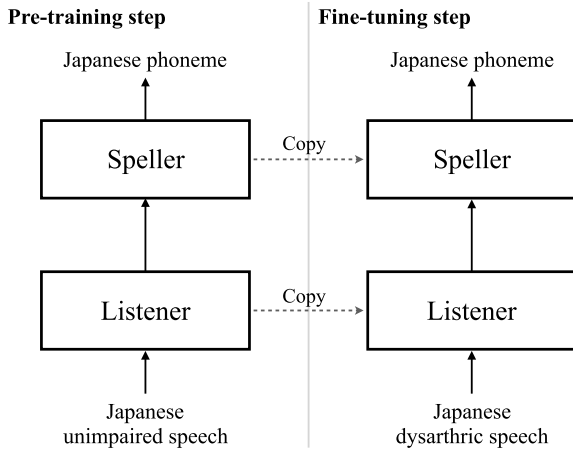 Pre-training step
Japanese phoneme
Speller
Listener
Japanese
unimpaired speech
Copy
Copy
Fine-tuning step
Japanese phoneme
Speller
Listener
Japanese
dysarthric speech